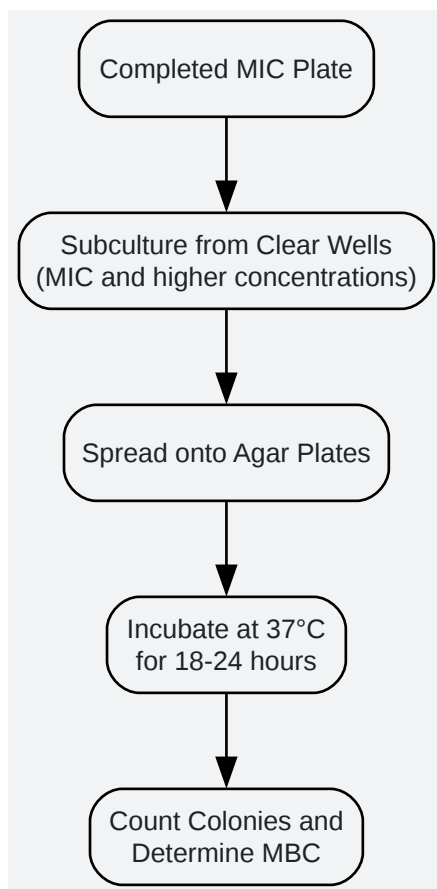 Completed MIC Plate
Subculture from Clear Wells
(MIC and higher concentrations)
Spread onto Agar Plates
Incubate at 37°C
for 18-24 hours
Count Colonies and
Determine MBC